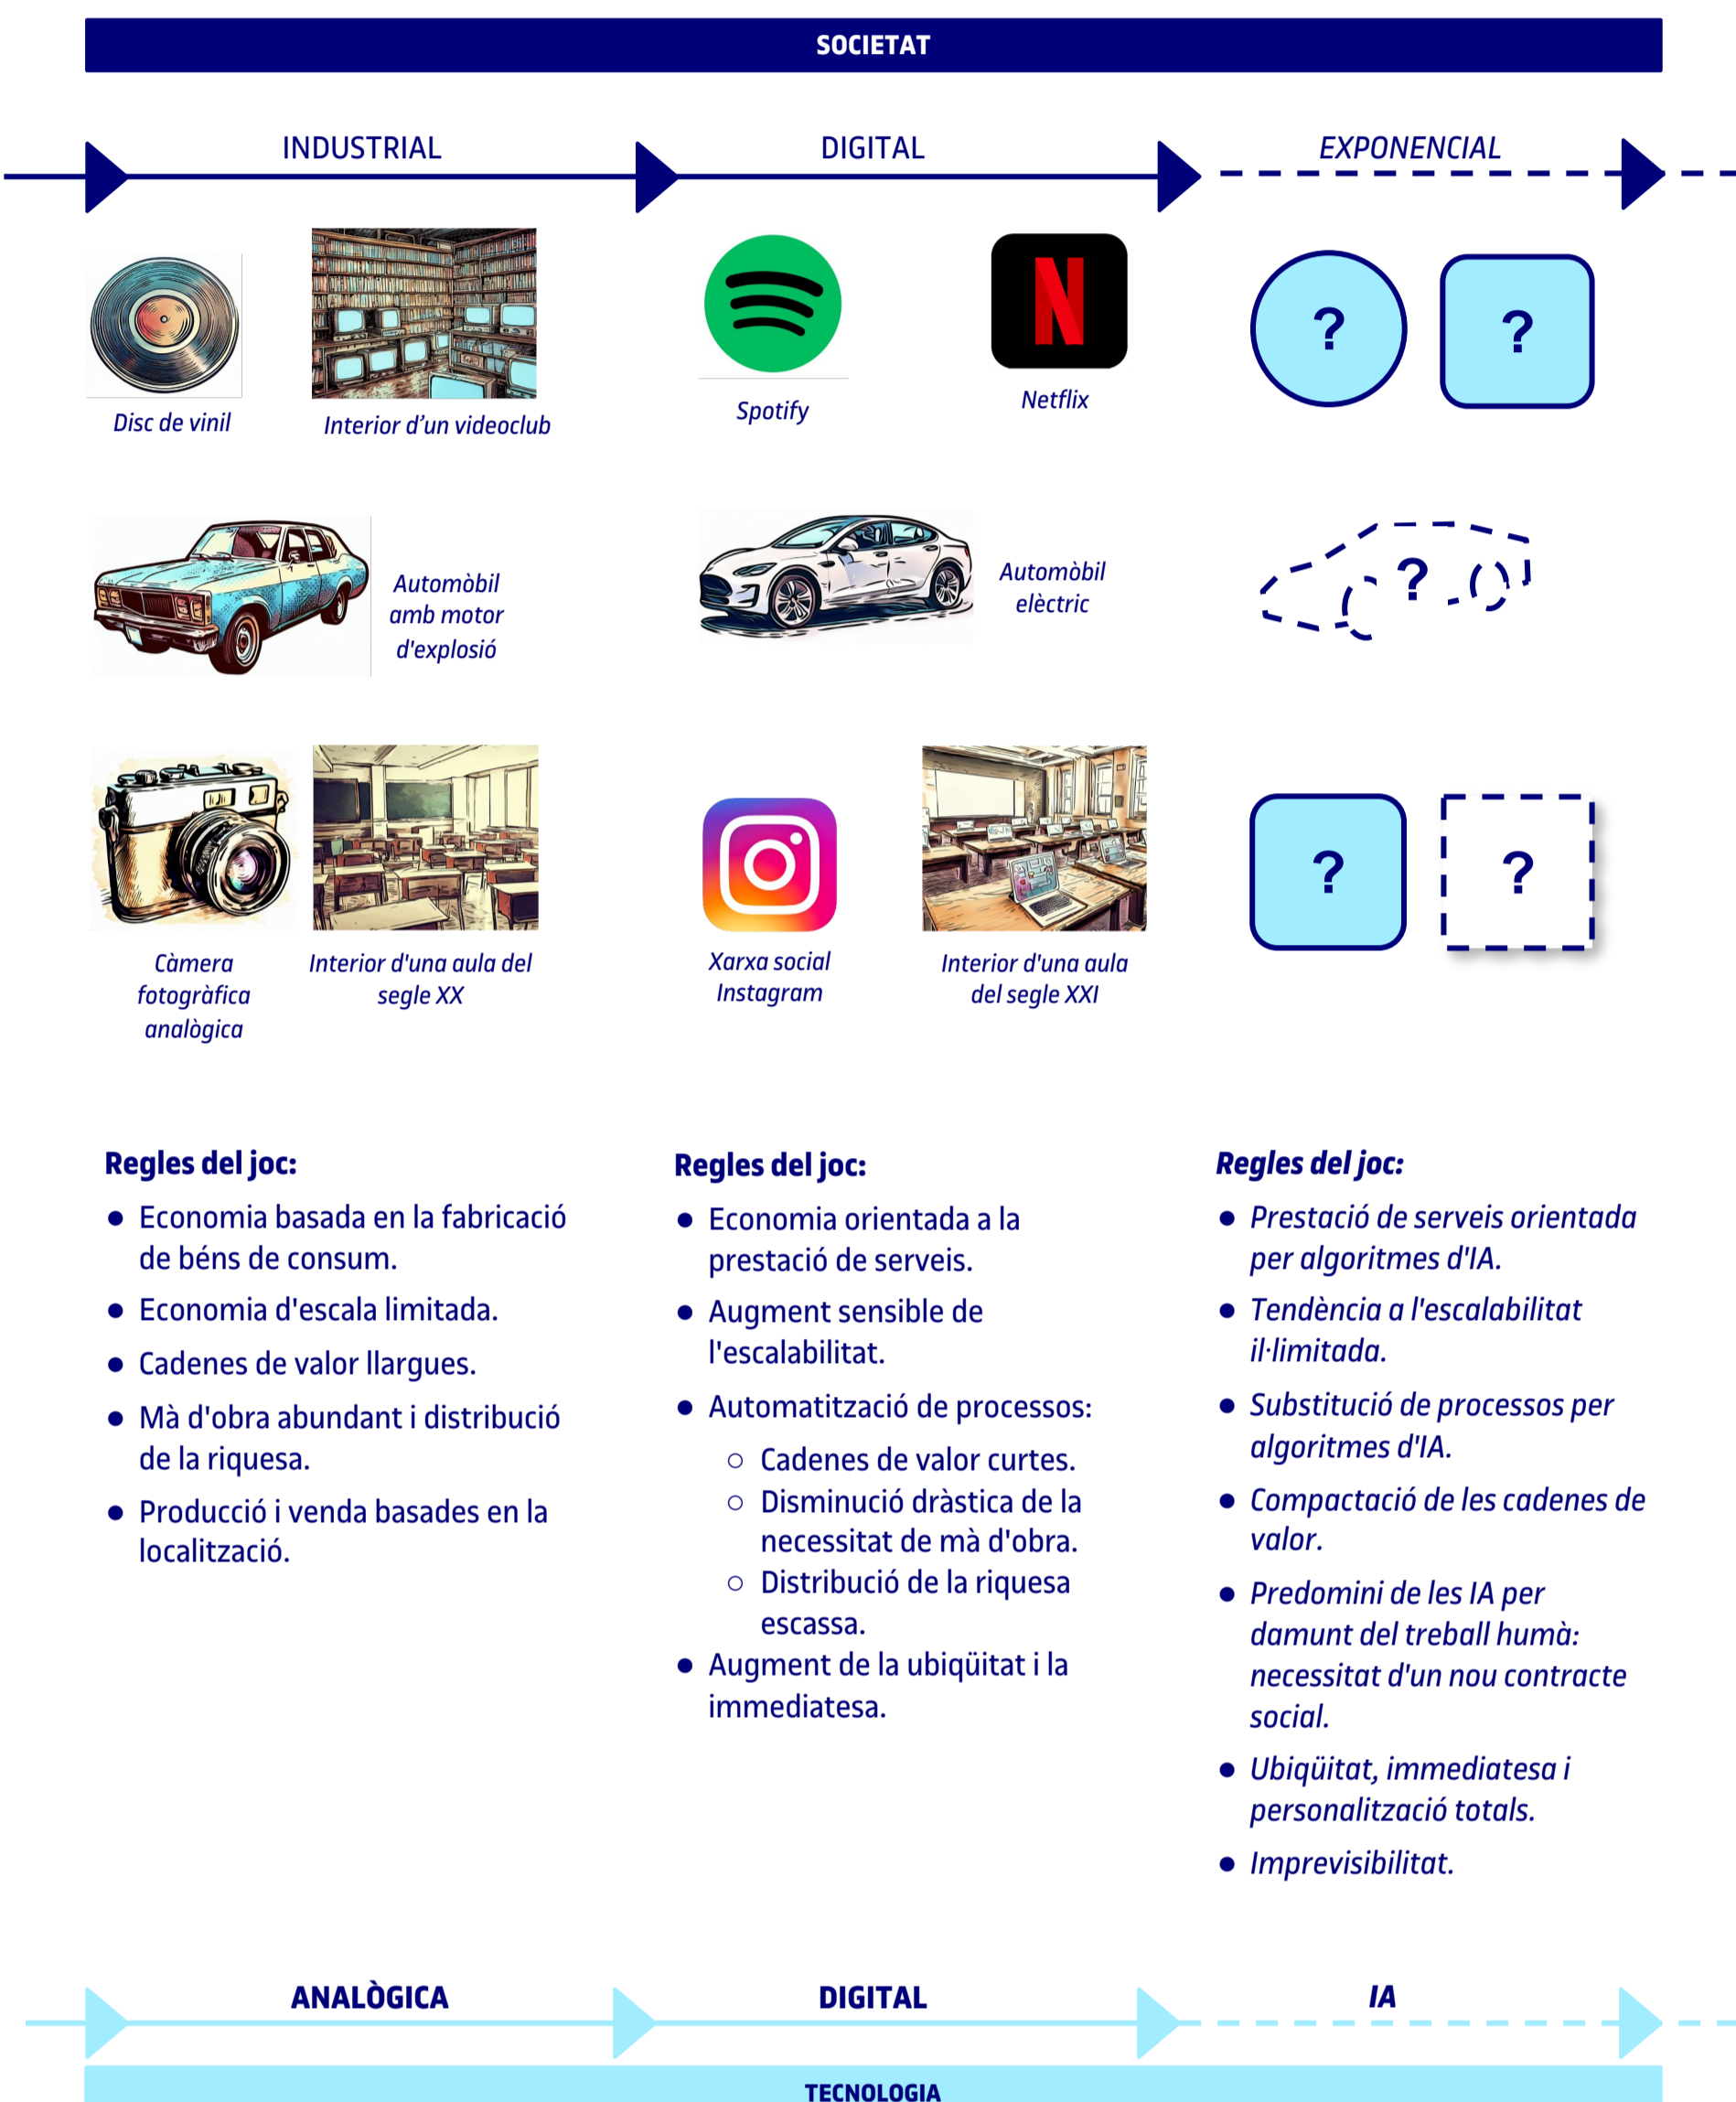 SOCIETAT
INDUSTRIAL
DIGITAL
EXPONENCIAL
?
?
Disc de vinil
Interior d’un videoclub
Spotify
Netflix
Automòbil
amb motor
d'explosió
Automòbil
elèctric
?
?
?
Càmera
fotogràfica
analògica
Interior d'una aula del
segle XX
Xarxa social
Instagram
Interior d'una aula
del segle XXI
Regles del joc:
● Economia basada en la fabricació
de béns de consum.
● Economia d'escala limitada.
● Cadenes de valor llargues.
● Mà d'obra abundant i distribució
de la riquesa.
● Producció i venda basades en la
localització.
Regles del joc:
● Economia orientada a la
prestació de serveis.
● Augment sensible de
l'escalabilitat.
● Automatització de processos:
○ Cadenes de valor curtes.
○ Disminució dràstica de la
necessitat de mà d'obra.
○ Distribució de la riquesa
escassa.
● Augment de la ubiqüitat i la
immediatesa.
Regles del joc:
● Prestació de serveis orientada
per algoritmes d'IA.
● Tendència a l'escalabilitat
il·limitada.
● Substitució de processos per
algoritmes d'IA.
● Compactació de les cadenes de
valor.
● Predomini de les IA per
damunt del treball humà:
necessitat d'un nou contracte
social.
● Ubiqüitat, immediatesa i
personalització totals.
● Imprevisibilitat.
ANALÒGICA
DIGITAL
IA
TECNOLOGIA